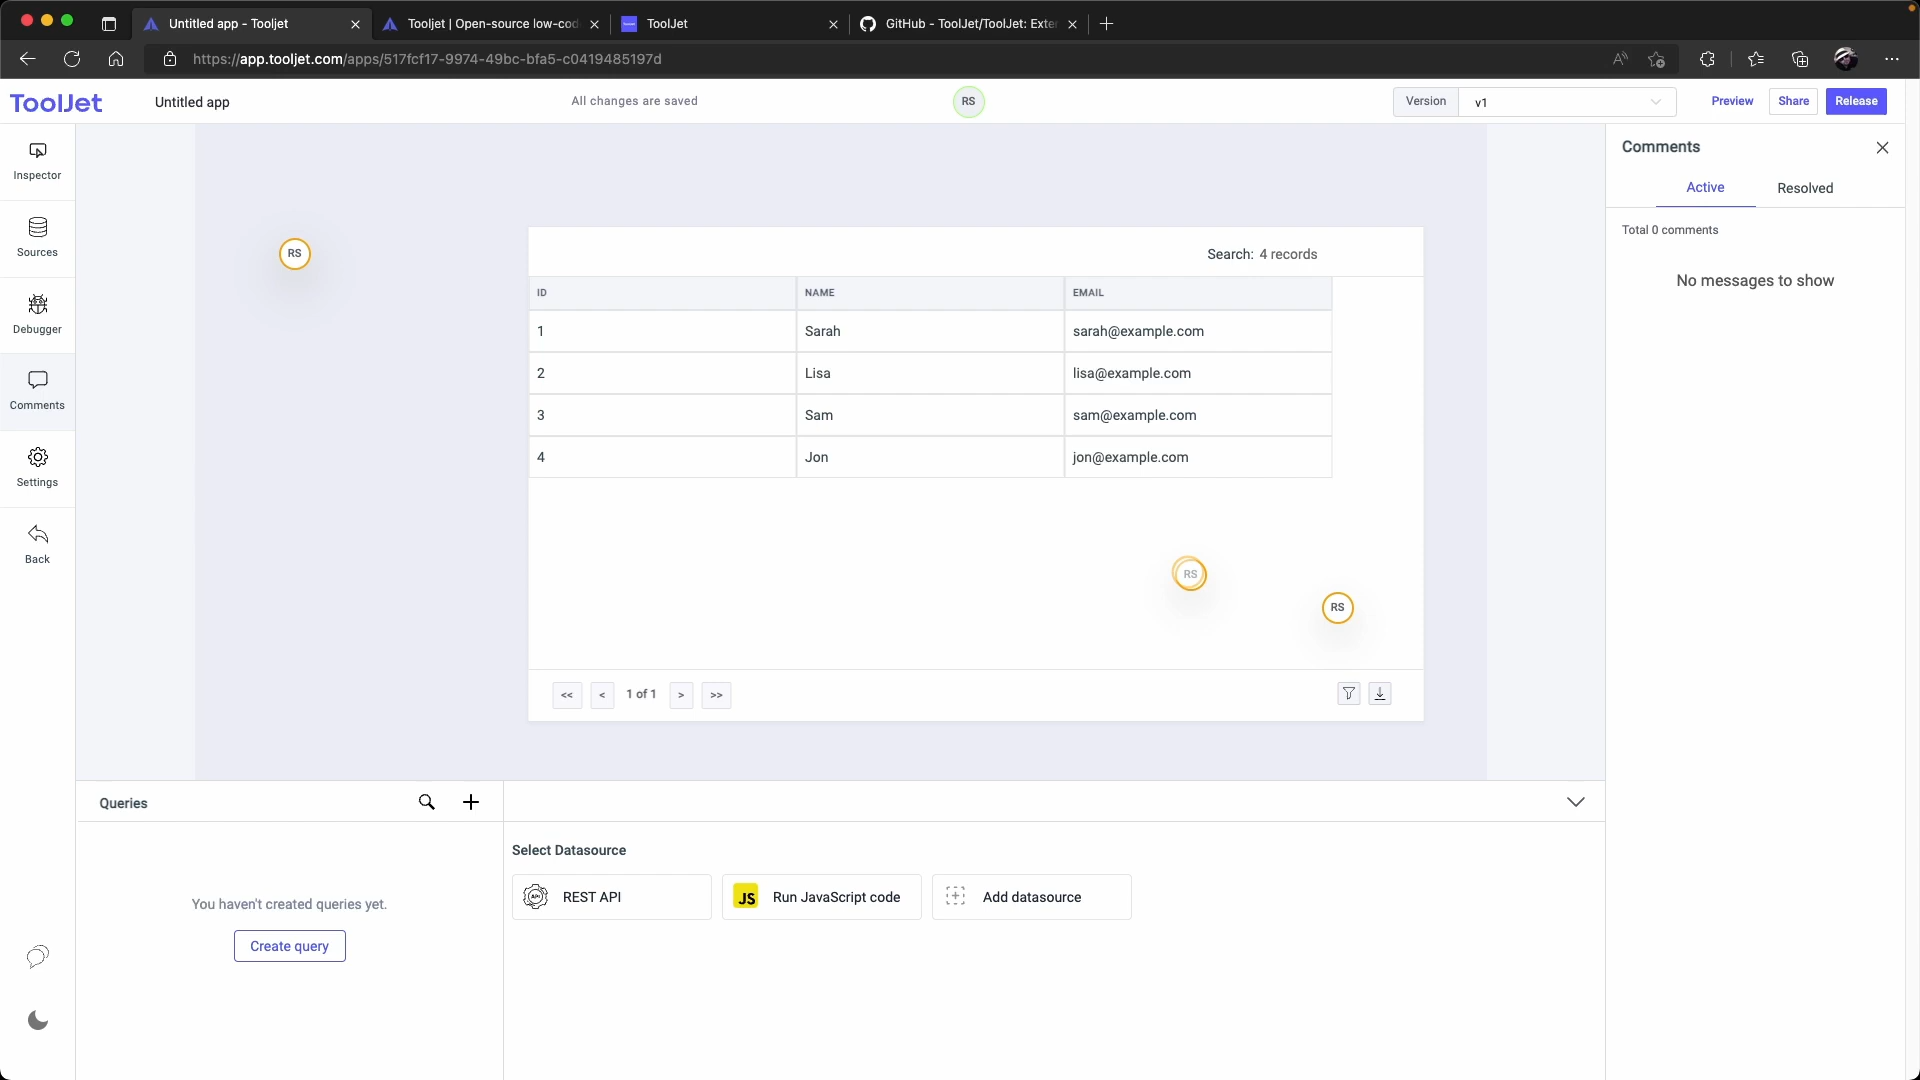 Untitled app - Tooljet
Tooljet | Open-source low-cod
ToolJet
GitHub - ToolJet/ToolJet: Exter
https://app.tooljet.com/apps/517fcf17-9974-49bc-bfa5-c0419485197d
ToolJet
Untitled app
All changes are saved
RS
Version
v1
Preview
Share
Release
Inspector
Sources
Debugger
Comments
Settings
Back
RS
Search: 4 records
ID NAME EMAIL
1 Sarah sarah@example.com
2 Lisa lisa@example.com
3 Sam sam@example.com
4 Jon jon@example.com
RS
RS
<< < 1 of 1 > >>
Comments
Active Resolved
Total 0 comments
No messages to show
Queries
You haven't created queries yet.
Create query
Select Datasource
API REST API
JS Run JavaScript code
Add datasource